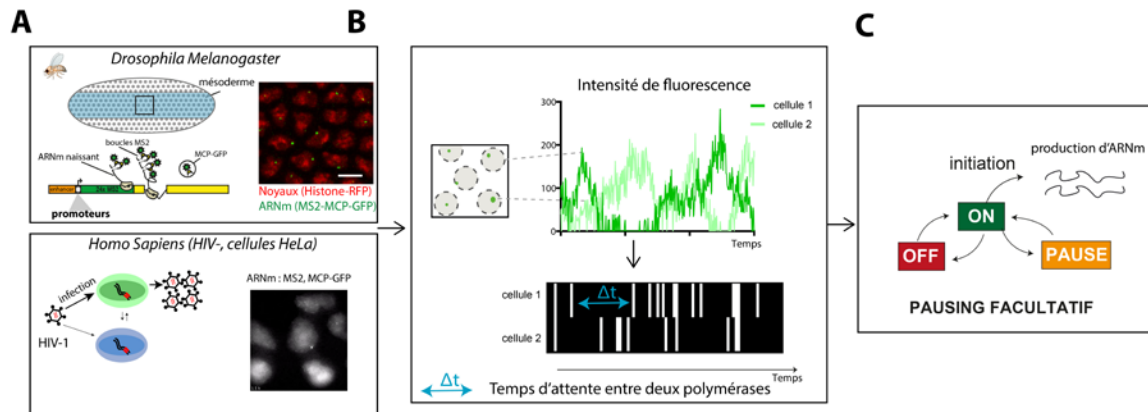 A
Drosophila Melanogaster
mésoderme
boucles MS2
ARNm naissant
MCP-GFP
enhancer
24x MS2
promoteurs
Noyaux (Histone-RFP)
ARNm (MS2-MCP-GFP)
Homo Sapiens (HIV-, cellules HeLa)
infection
HIV-1
ARNm : MS2, MCP-GFP
B
Intensité de fluorescence
cellule 1
cellule 2
300
200
100
0
Temps
cellule 1
Δt
cellule 2
Temps
Δt
Temps d'attente entre deux polymérases
C
production d'ARNm
initiation
ON
OFF
PAUSE
PAUSING FACULTATIF